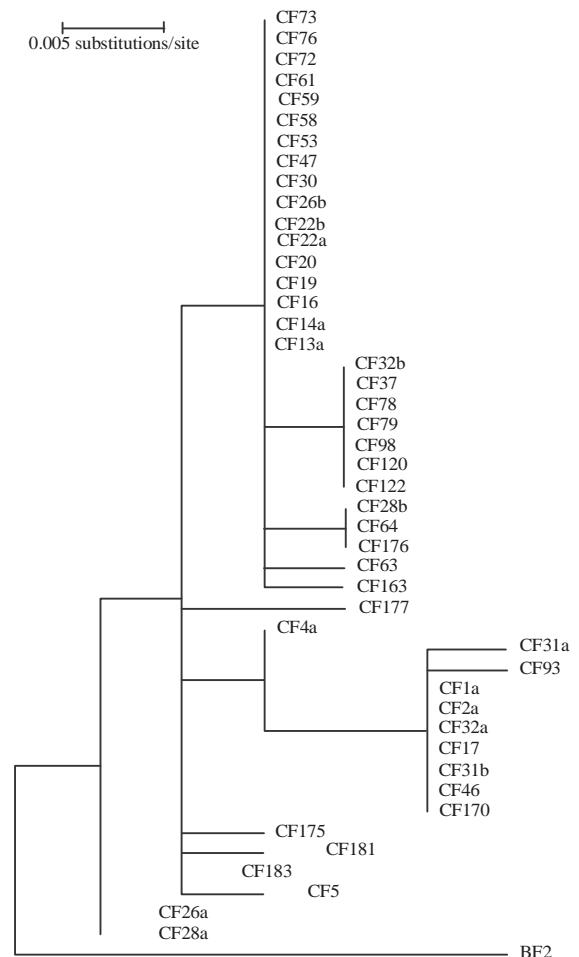 CF73
0.005 substitutions/site
CF76
CF72
CF61
CF59
CF58
CF53
CF47
CF30
CF26b
CF22b
CF22a
CF20
CF19
CF16
CF14a
CF13a
CF32b
CF37
CF78
CF79
CF98
CF120
CF122
CF28b
CF64
CF176
CF63
CF163
CF177
CF4a
CF31a
CF93
CF1a
CF2a
CF32a
CF17
CF31b
CF46
CF170
CF175
CF181
CF183
CF5
CF26a
CF28a
BF2